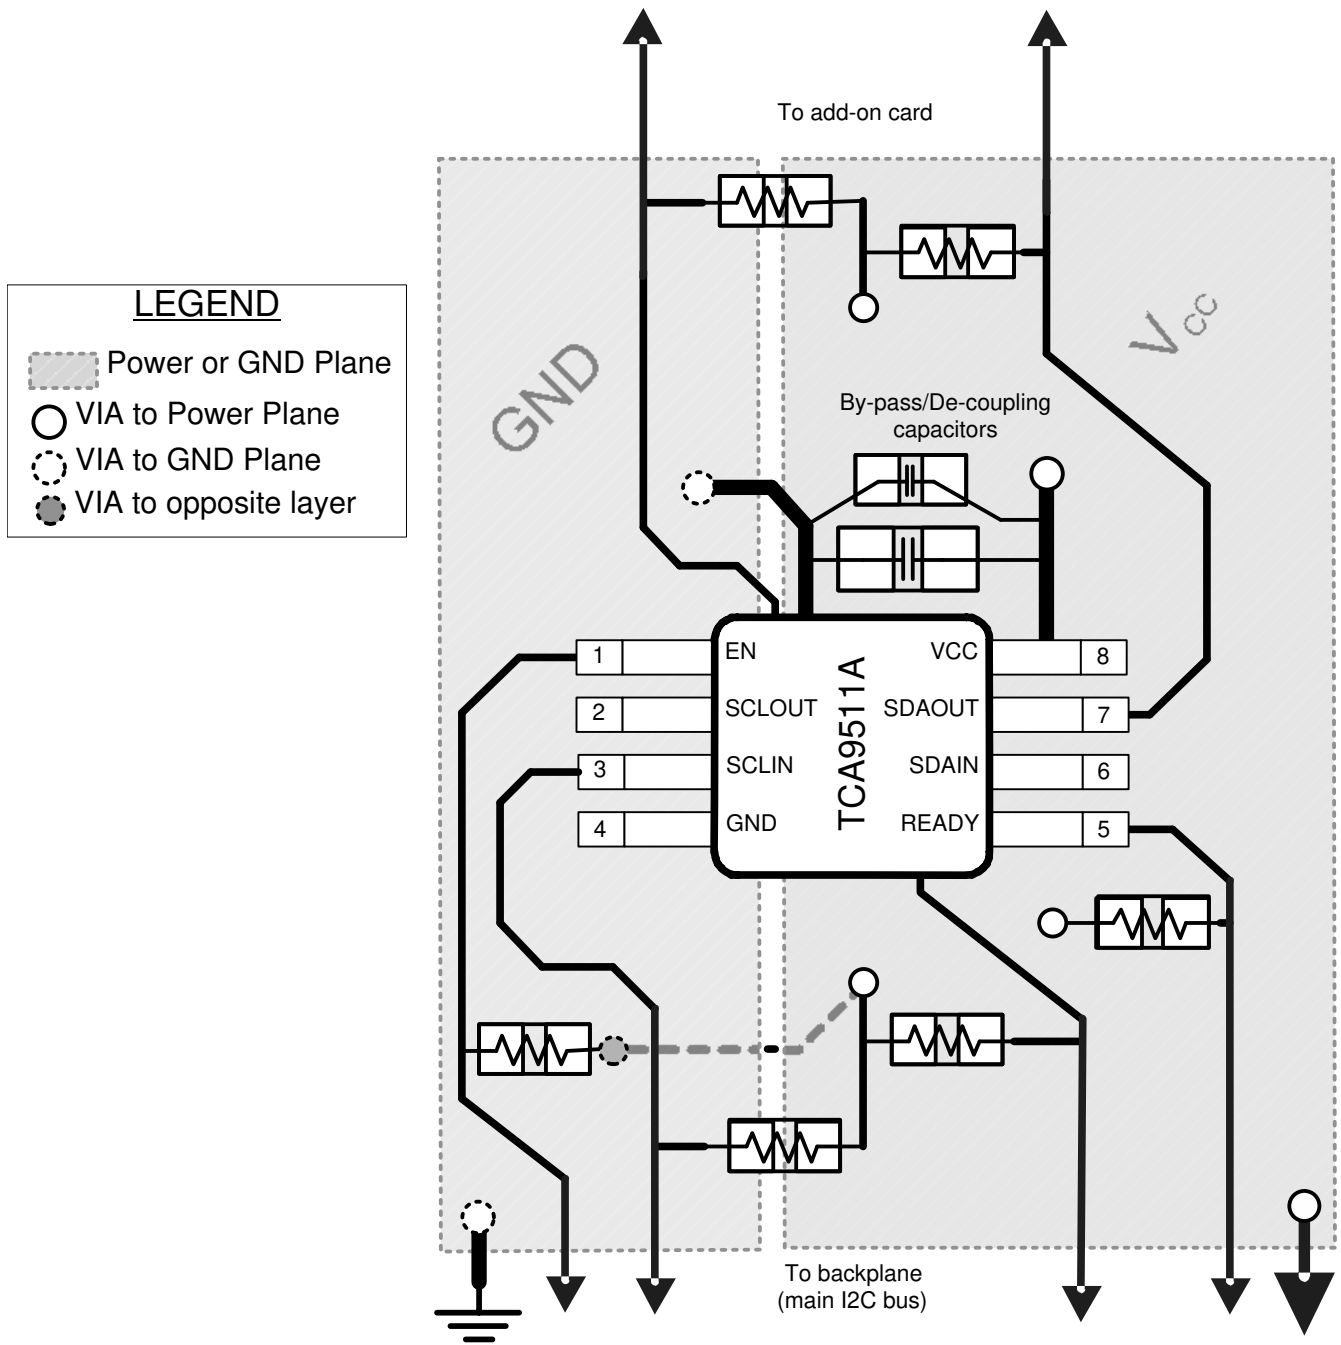 To add-on card
LEGEND
Power or GND Plane
VIA to Power Plane
VIA to GND Plane
VIA to opposite layer
GND
VCC
By-pass/De-coupling
capacitors
1
EN
VCC
8
2
SCLOUT
SDAOUT
7
3
SCLIN
SDAIN
6
4
GND
READY
5
TCA9511A
To backplane
(main I2C bus)